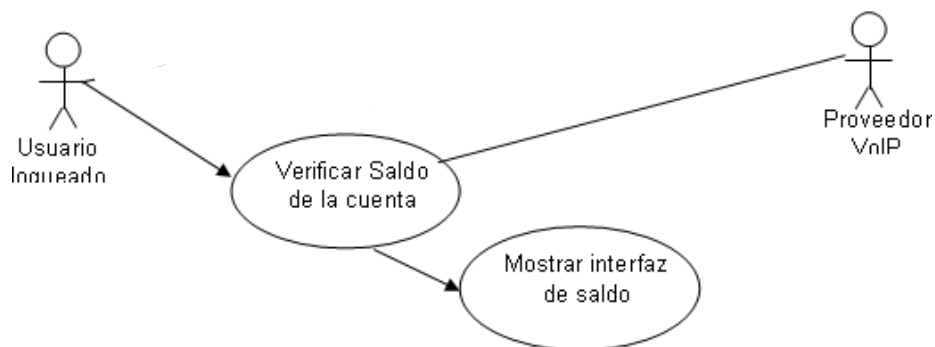 Usuario
logueado
Proveedor
VoIP
Verificar Saldo
de la cuenta
Mostrar interfaz
de saldo